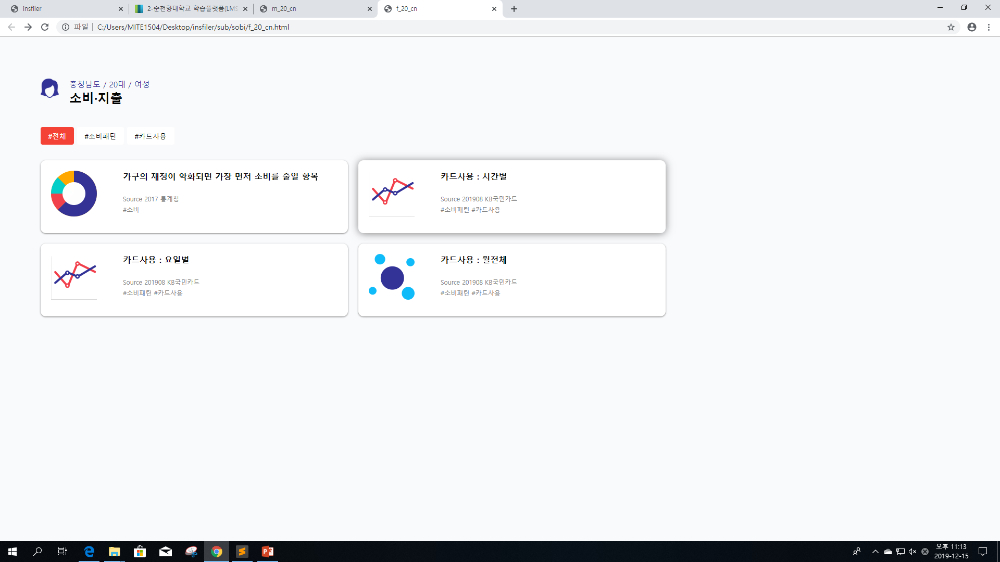 insfiler
2-순천향대학교 학습플랫폼(LMS
m_20_cn
f_20_cn
파일
C:/Users/MITE1504/Desktop/insfiler/sub/sobi/f_20_cn.html
충청남도 / 20대 / 여성
소비·지출
#전체
#소비패턴
#카드사용
가구의 재정이 악화되면 가장 먼저 소비를 줄일 항목
Source 2017 통계청
#소비
카드사용 : 시간별
Source 201908 KB국민카드
#소비패턴 #카드사용
카드사용 : 요일별
Source 201908 KB국민카드
#소비패턴 #카드사용
카드사용 : 월전체
Source 201908 KB국민카드
#소비패턴 #카드사용
오후 11:13
2019-12-15